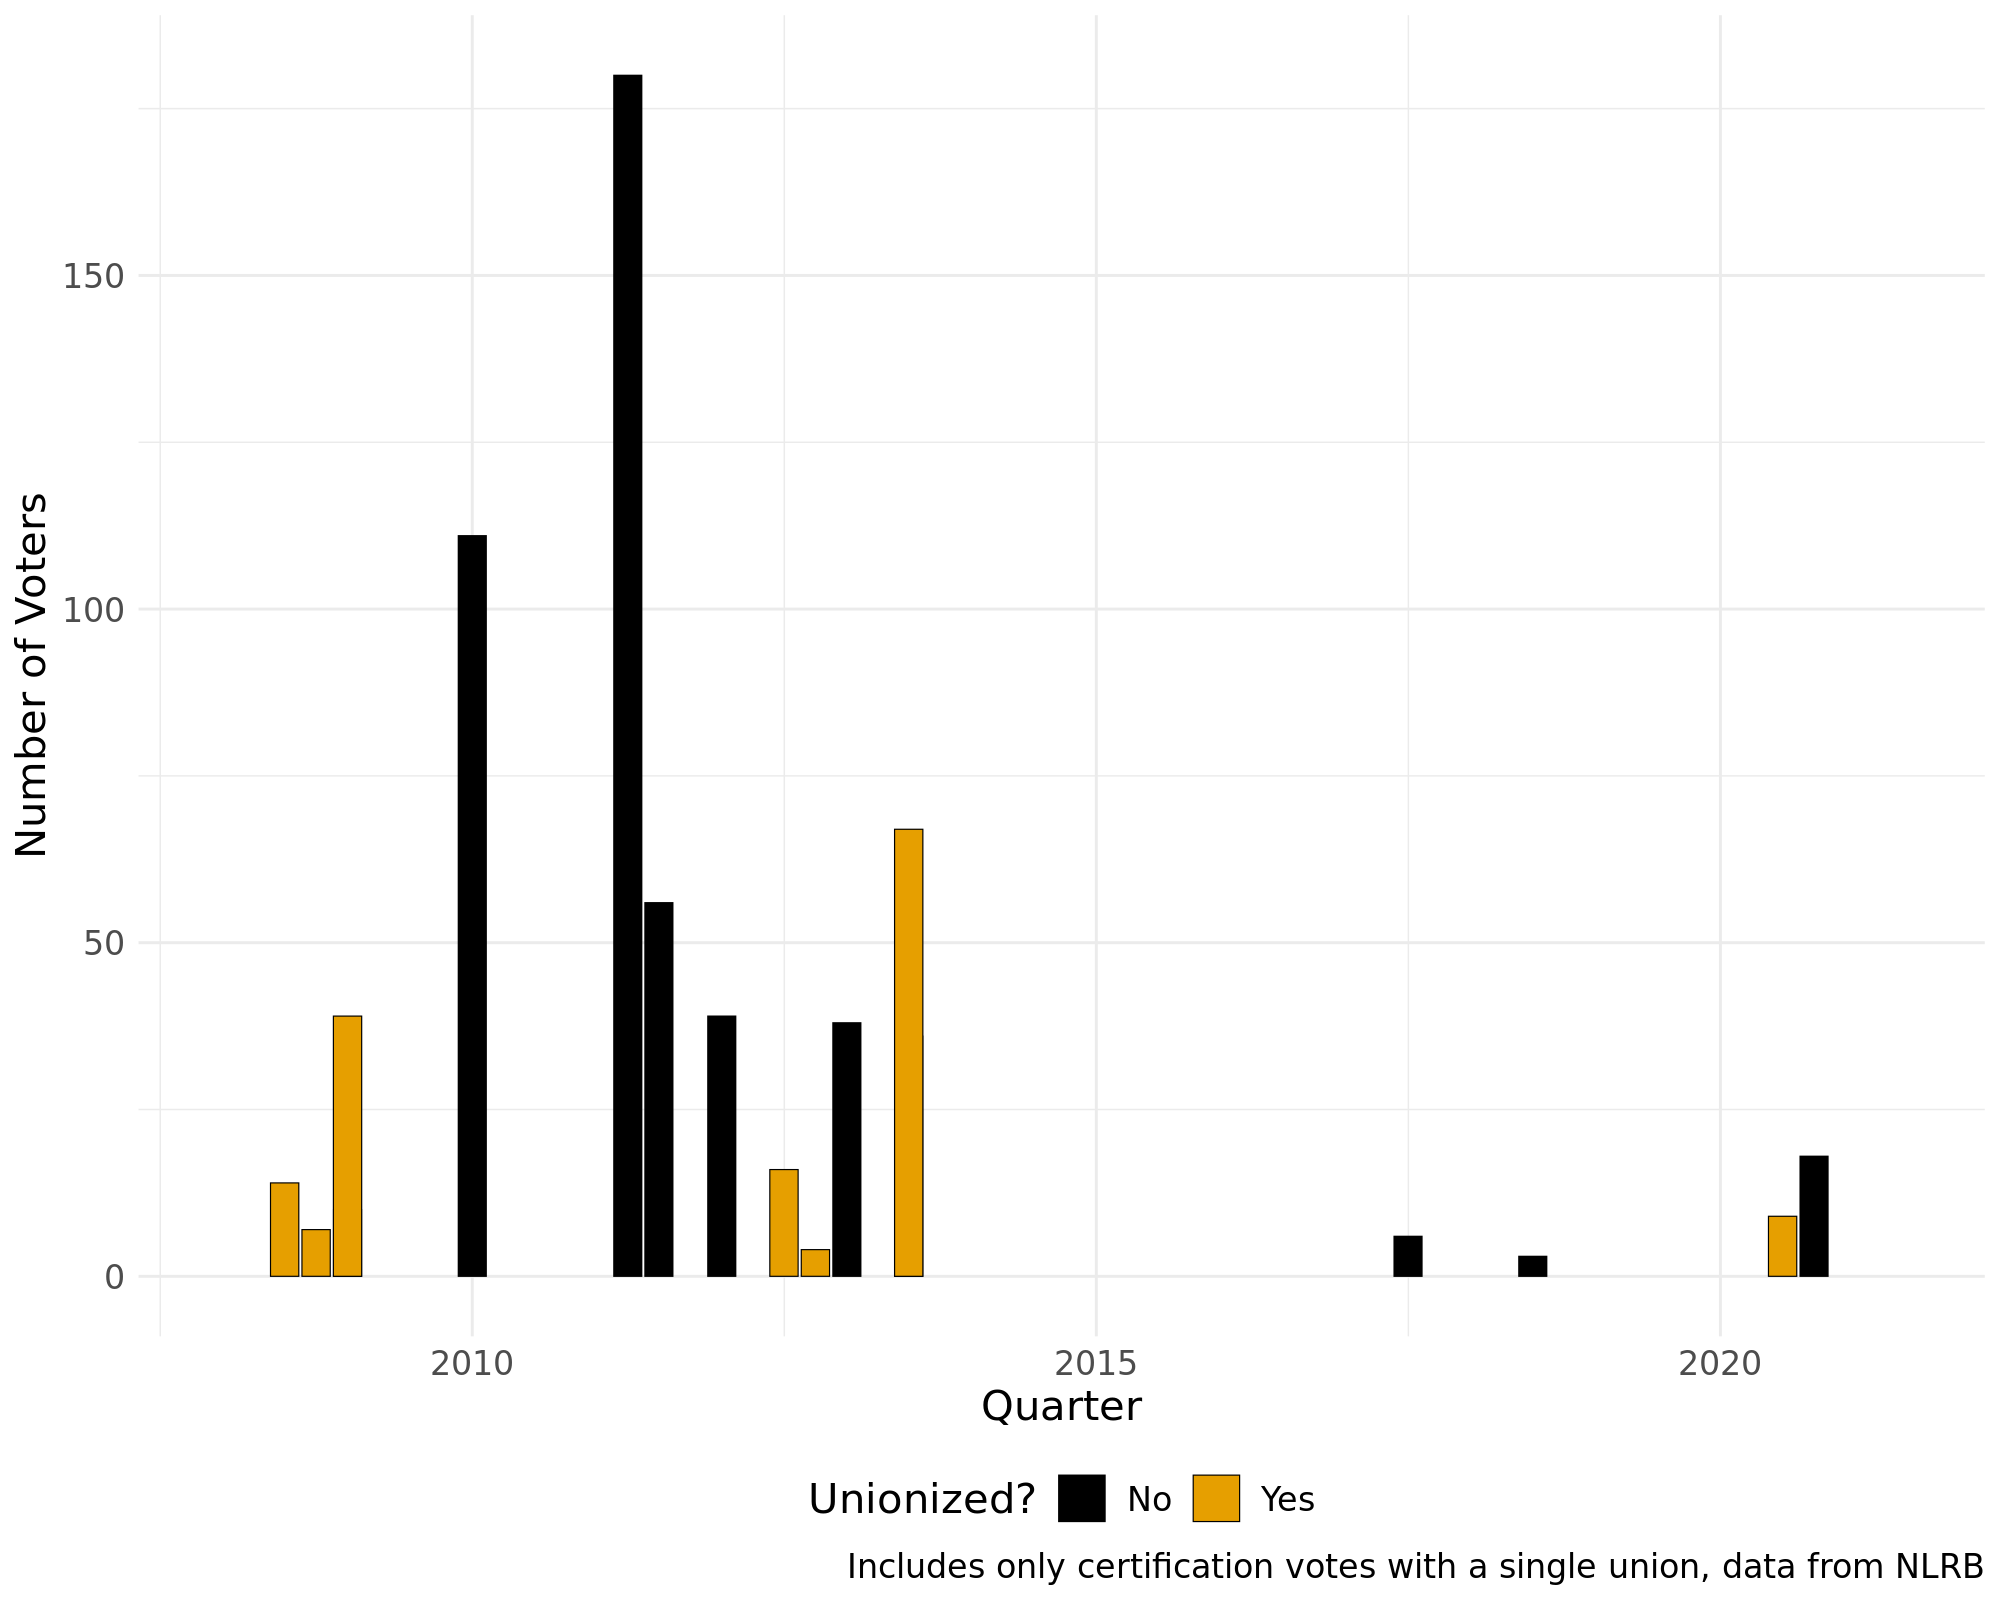 Number of Voters
150
100
50
0
2010 2015 2020
Quarter
Unionized? No Yes
Includes only certification votes with a single union, data from NLRB